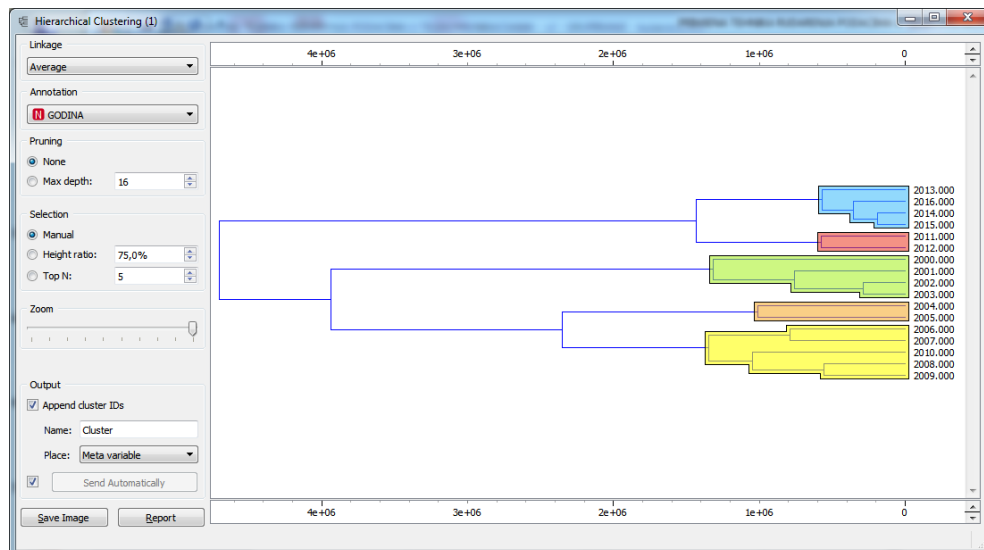 Hierarchical Clustering (1)
Linkage
Average
Annotation
N GODINA
Pruning
None
Max depth: 16
Selection
Manual
Height ratio: 75,0%
Top N: 5
Zoom
Output
Append cluster IDs
Name: Cluster
Place: Meta variable
Send Automatically
Save Image Report
4e+06 3e+06 2e+06 1e+06 0
2013.000
2016.000
2014.000
2015.000
2011.000
2012.000
2000.000
2001.000
2002.000
2003.000
2004.000
2005.000
2006.000
2007.000
2010.000
2008.000
2009.000
4e+06 3e+06 2e+06 1e+06 0